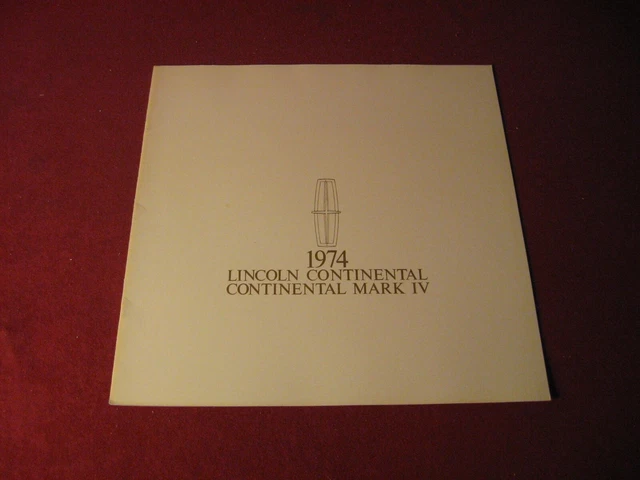 1974
LINCOLN CONTINENTAL
CONTINENTAL MARK IV